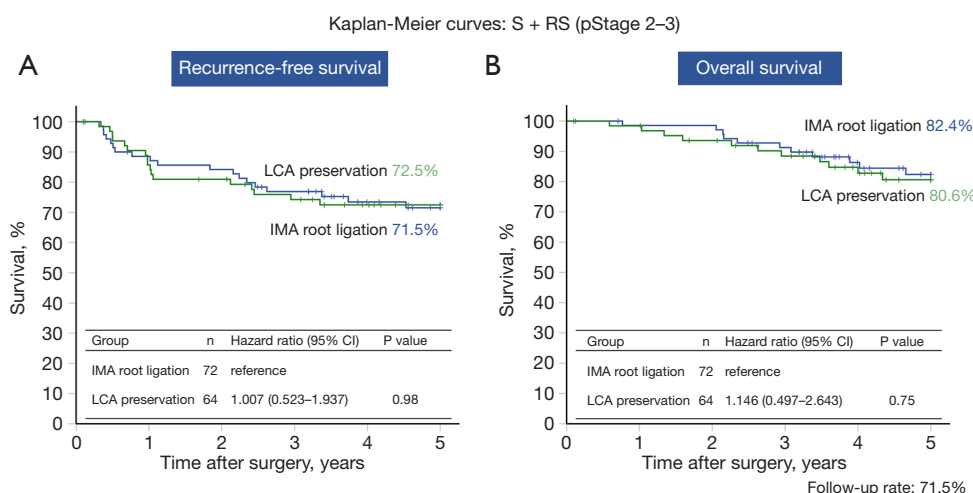 Kaplan-Meier curves: S + RS (pStage 2–3)
A
Recurrence-free survival
100
90
80
70
60
50
40
30
20
10
0
Survival, %
LCA preservation 72.5%
IMA root ligation 71.5%
Group n Hazard ratio (95% CI) P value
IMA root ligation 72 reference
LCA preservation 64 1.007 (0.523–1.937) 0.98
0 1 2 3 4 5
Time after surgery, years
B
Overall survival
100
90
80
70
60
50
40
30
20
10
0
Survival, %
IMA root ligation 82.4%
LCA preservation 80.6%
Group n Hazard ratio (95% CI) P value
IMA root ligation 72 reference
LCA preservation 64 1.146 (0.497–2.643) 0.75
0 1 2 3 4 5
Time after surgery, years
Follow-up rate: 71.5%